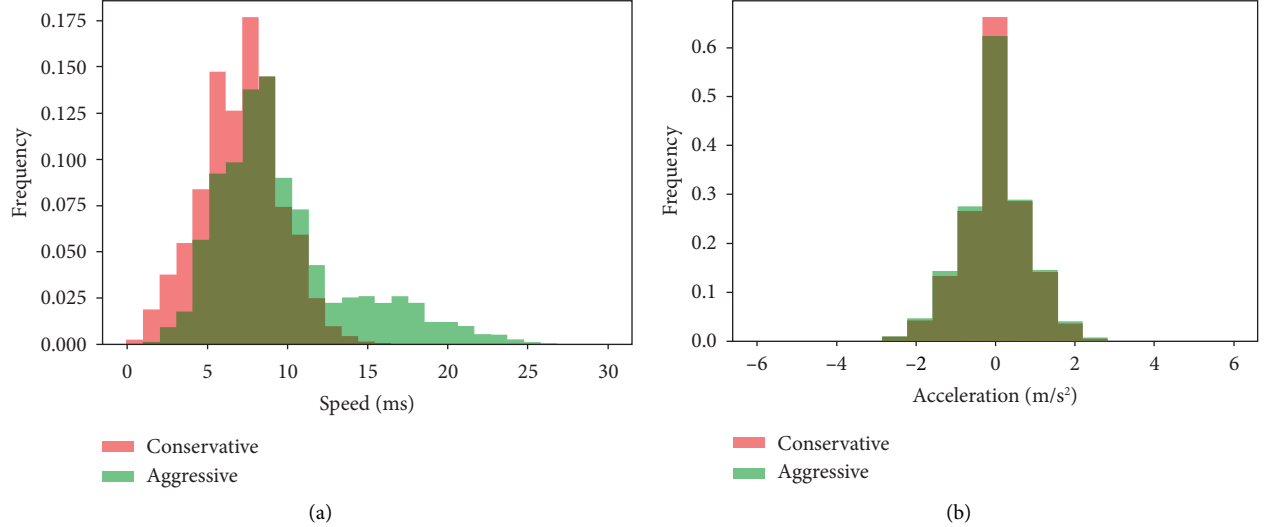 0.175
0.150
0.125
0.100
0.075
0.050
0.025
0.000
Frequency
0 5 10 15 20 25 30
Speed (ms)
Conservative
Aggressive
(a)
0.6
0.5
0.4
0.3
0.2
0.1
0.0
Frequency
–6 –4 –2 0 2 4 6
Acceleration (m/s²)
Conservative
Aggressive
(b)